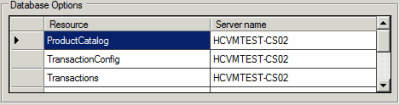 Database Options
Resource Server name
ProductCatalog HCVMTEST-CS02
TransactionConfig HCVMTEST-CS02
Transactions HCVMTEST-CS02